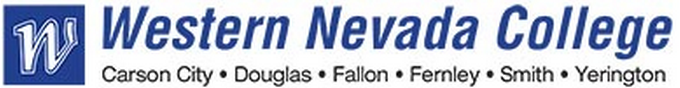 W Western Nevada College
Carson City • Douglas • Fallon • Fernley • Smith • Yerington